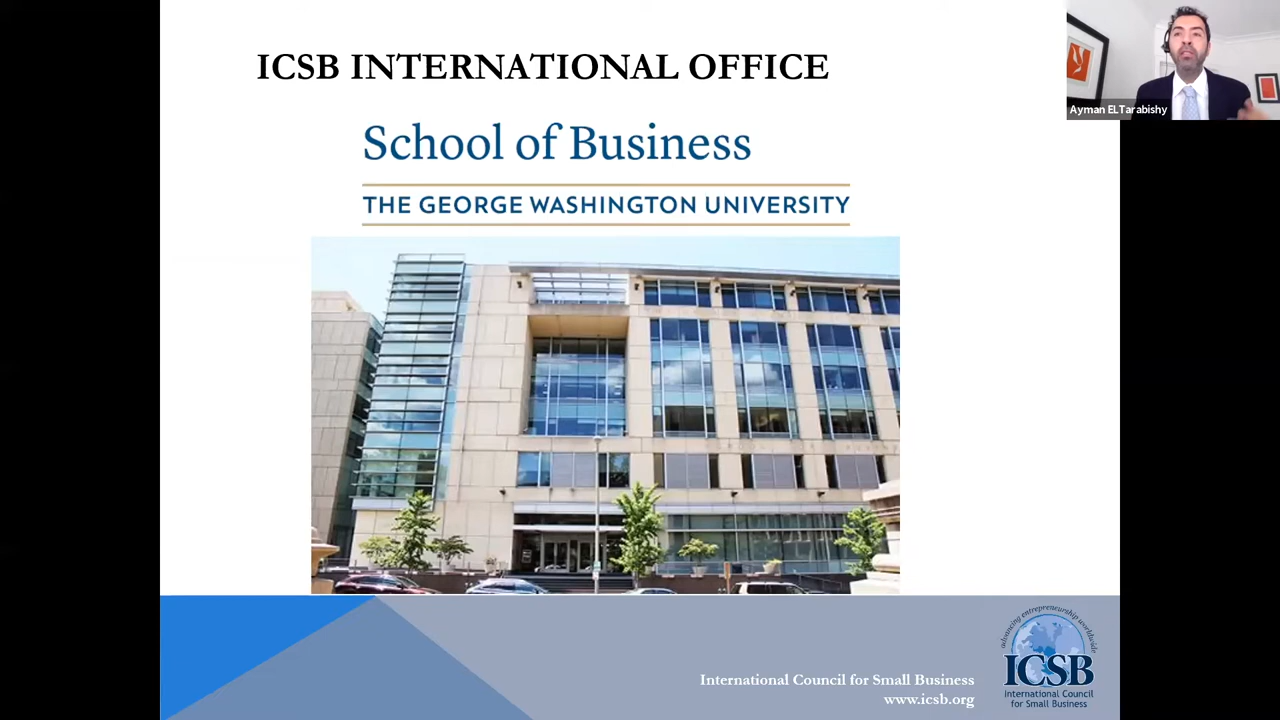 ICSB INTERNATIONAL OFFICE
School of Business
THE GEORGE WASHINGTON UNIVERSITY
Ayman ELTarabishy
International Council for Small Business
www.icsb.org
advancing entrepreneurship worldwide
ICSB
International Council
for Small Business